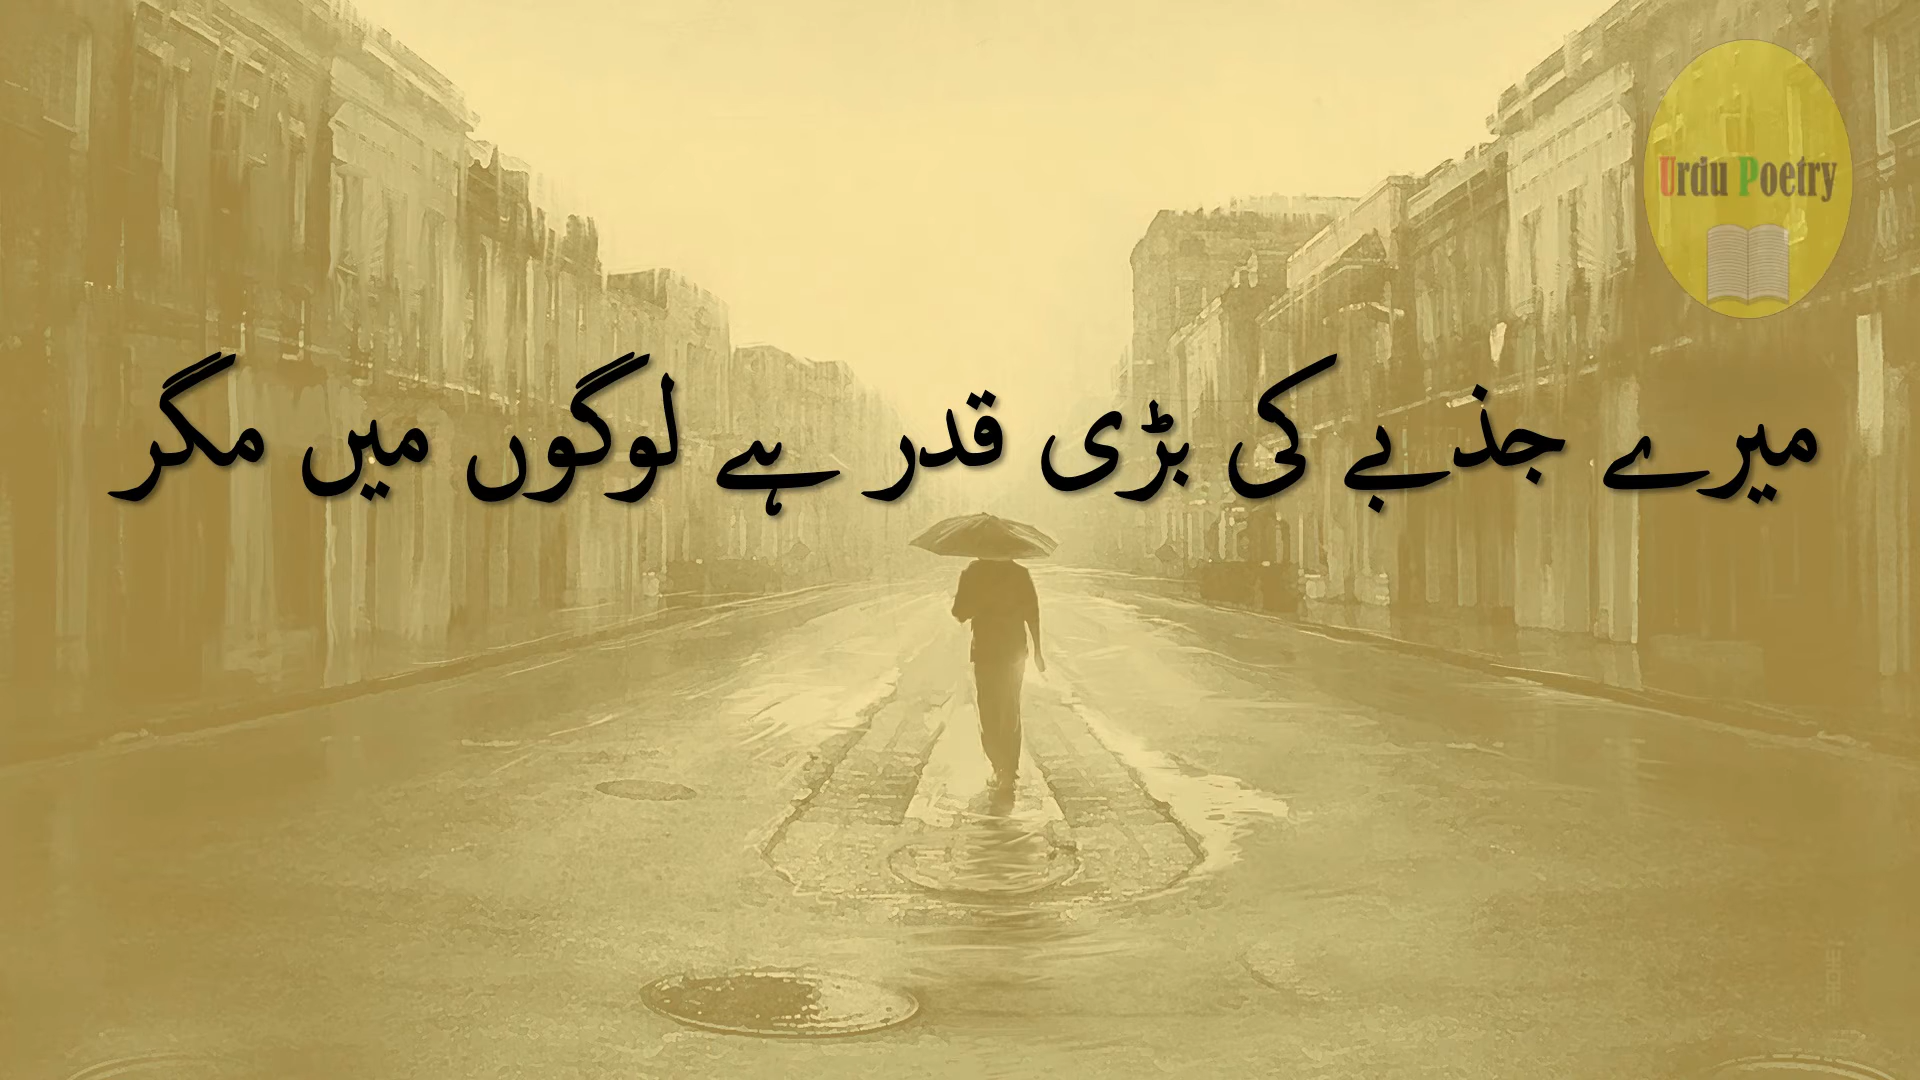 Urdu Poetry
میرے جذبے کی بڑی قدر ہے لوگوں میں مگر